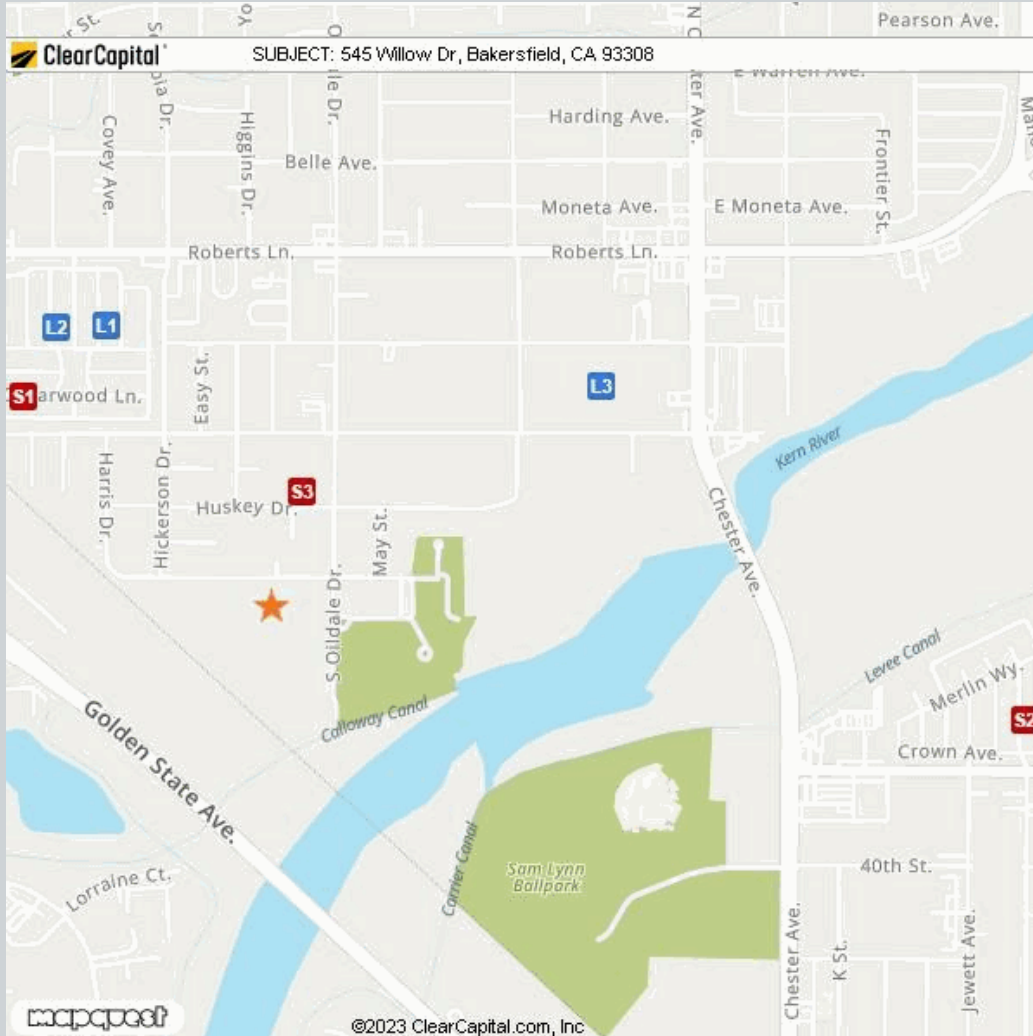 Pearson Ave.
ClearCapital
SUBJECT: 545 Willow Dr, Bakersfield, CA 93308
E Warren Ave.
Harding Ave.
Covey Ave.
Higgins Dr.
Belle Ave.
Frontier St.
Moneta Ave.
E Moneta Ave.
Roberts Ln.
Roberts Ln.
L2
L1
L3
S1
arwood Ln.
Easy St.
Kern River
Harris Dr.
Hickerson Dr.
S3
Huskey Dr.
May St.
Chester Ave.
S Oildale Dr.
Levee Canal
Merlin Wy.
S2
Calloway Canal
Golden State Ave.
Crown Ave.
Carrier Canal
Sam Lynn
Ballpark
40th St.
Lorraine Ct.
Chester Ave.
K St.
Jewett Ave.
mapquest
©2023 ClearCapital.com, Inc